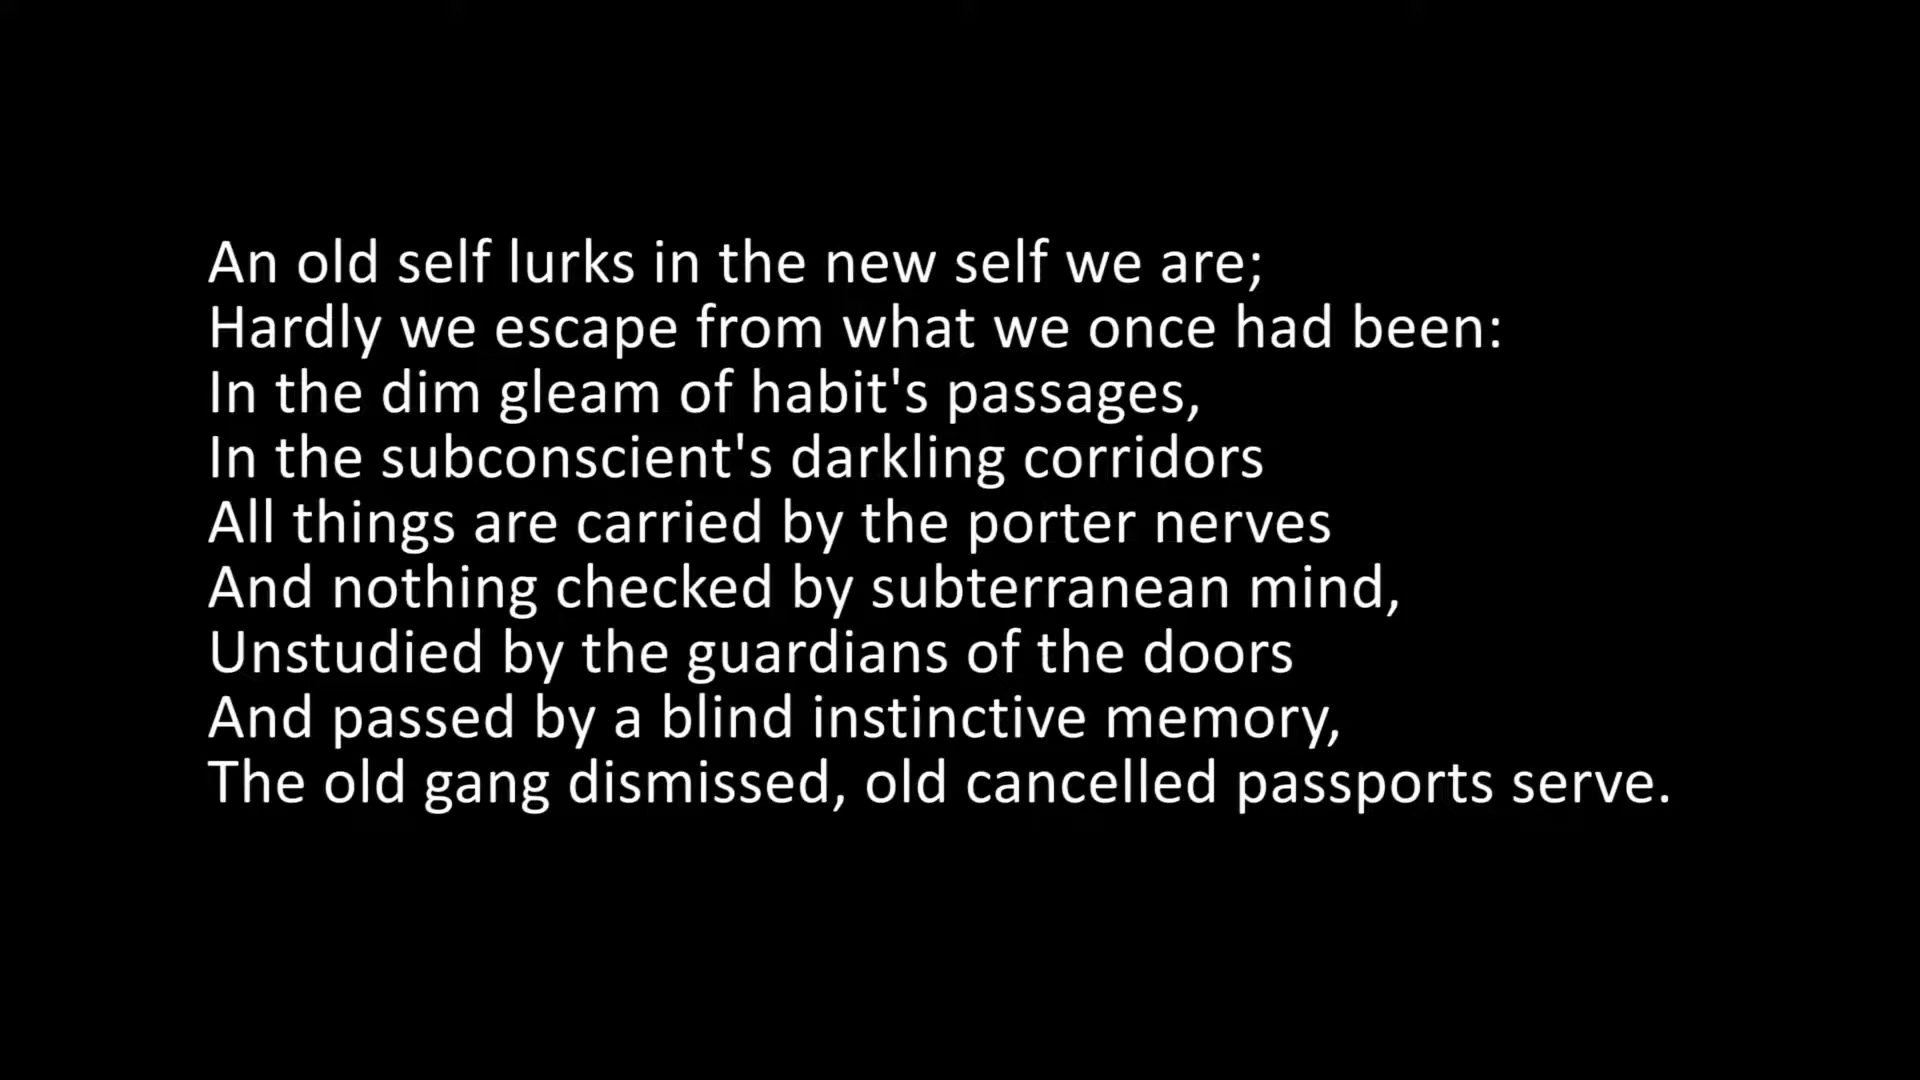 An old self lurks in the new self we are;
Hardly we escape from what we once had been:
In the dim gleam of habit's passages,
In the subconscient's darkling corridors
All things are carried by the porter nerves
And nothing checked by subterranean mind,
Unstudied by the guardians of the doors
And passed by a blind instinctive memory,
The old gang dismissed, old cancelled passports serve.